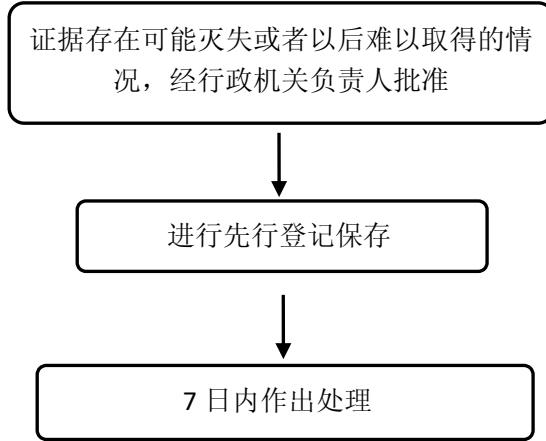 证据存在可能灭失或者以后难以取得的情
况，经行政机关负责人批准
进行先行登记保存
7 日内作出处理